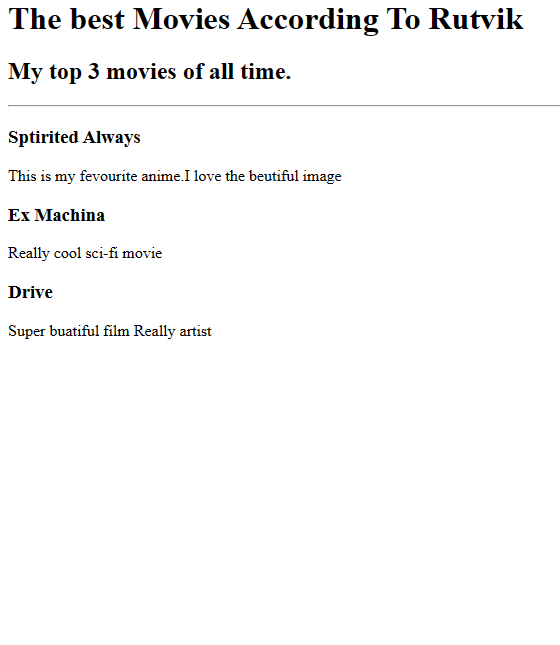 The best Movies According To Rutvik
My top 3 movies of all time.
Sptirited Always
This is my fevourite anime.I love the beutiful image
Ex Machina
Really cool sci-fi movie
Drive
Super buatiful film Really artist